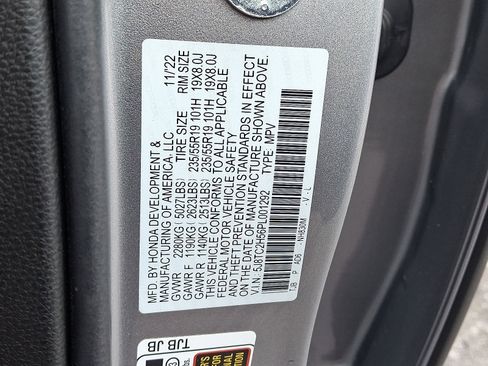 MFD. BY HONDA DEVELOPMENT &
MANUFACTURING OF AMERICA, LLC 11/22
GVWR 2280KG( 5027LBS) TIRE SIZE RIM SIZE
GAWR F 1190KG( 2623LBS) 235/55R19 101H 19X8.0J
GAWR R 1140KG( 2513LBS) 235/55R19 101H 19X8.0J
THIS VEHICLE CONFORMS TO ALL APPLICABLE
FEDERAL MOTOR VEHICLE SAFETY
AND THEFT PREVENTION STANDARDS IN EFFECT
ON THE DATE OF MANUFACTURE SHOWN ABOVE.
V.I.N: 5J8TC2H56PL001292 TYPE: MPV
TJB P AD6 NH830M -V-L
TJB JB